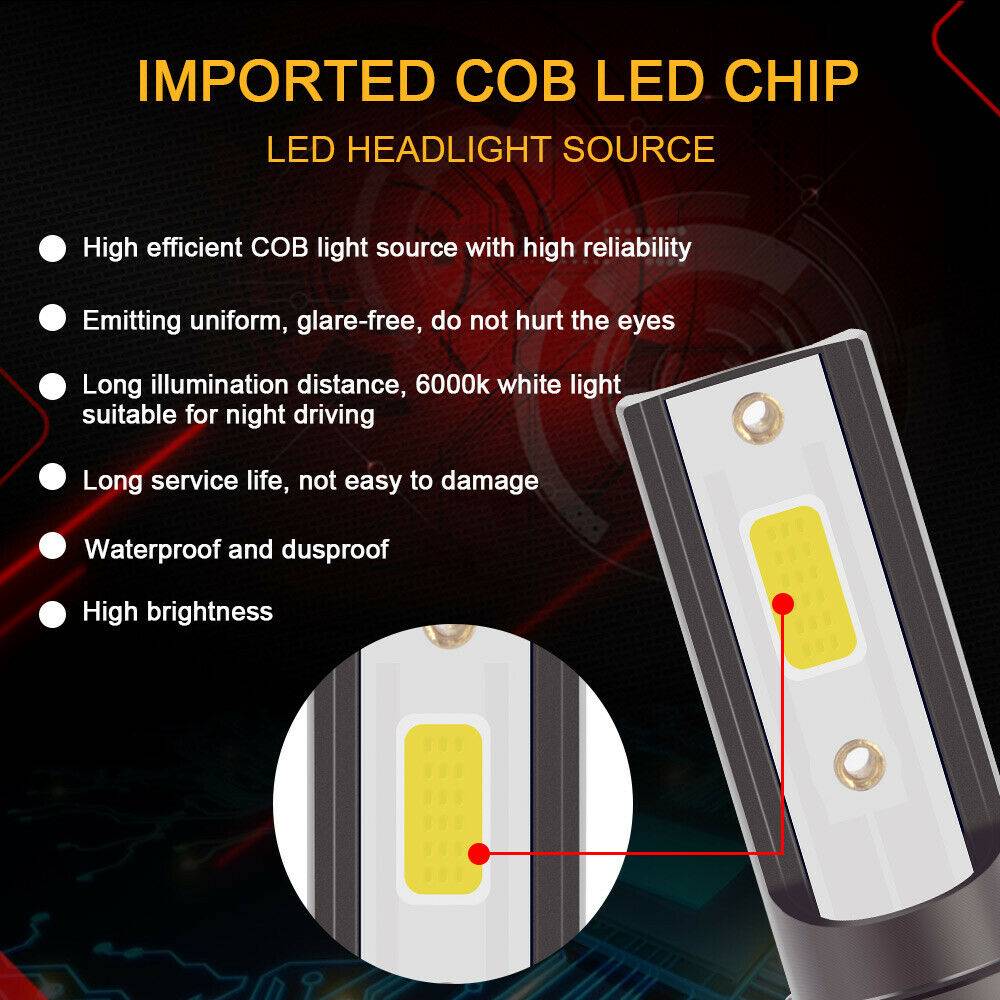 IMPORTED COB LED CHIP
LED HEADLIGHT SOURCE
High efficient COB light source with high reliability
Emitting uniform, glare-free, do not hurt the eyes
Long illumination distance, 6000k white light
suitable for night driving
Long service life, not easy to damage
Waterproof and dusproof
High brightness